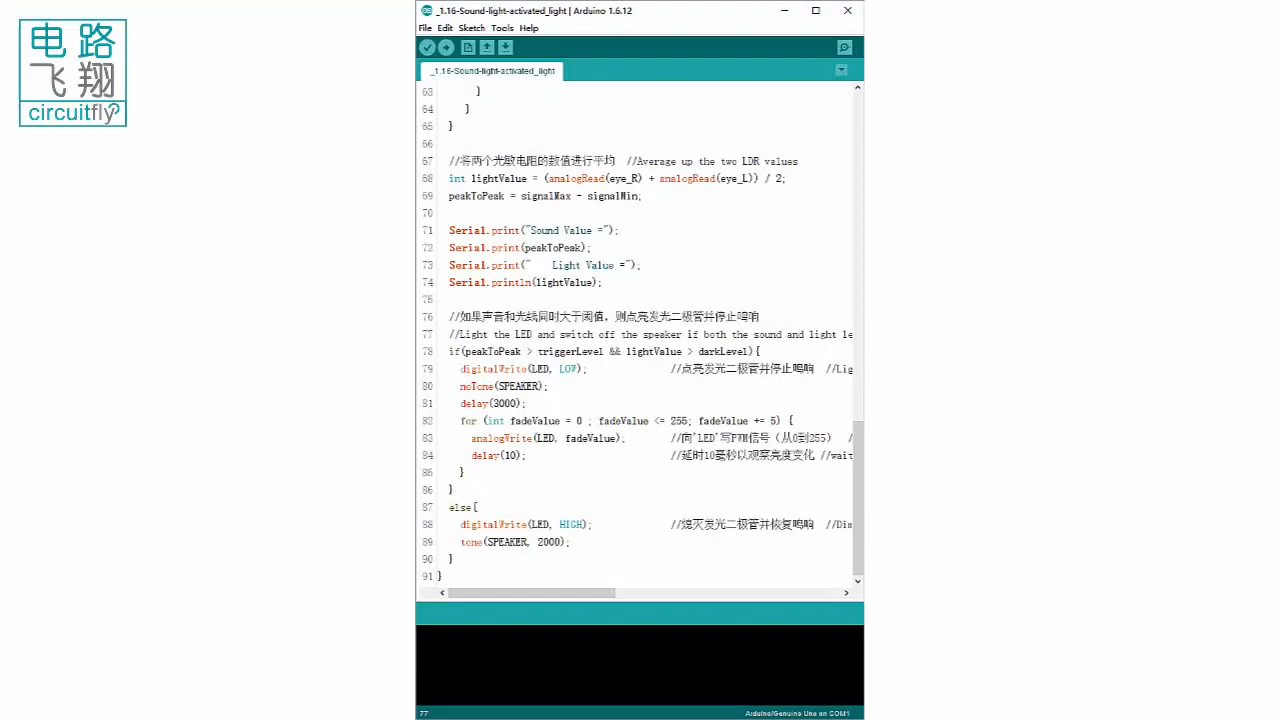 电路
飞翔
circuitfly
_1.16-Sound-light-activated_light | Arduino 1.6.12
File Edit Sketch Tools Help
_1.16-Sound-light-activated_light
63 }
64 }
65 }
66
67 //将两个光敏电阻的数值进行平均 //Average up the two LDR values
68 int lightValue = (analogRead(eye_R) + analogRead(eye_L)) / 2;
69 peakToPeak = signalMax - signalMin;
70
71 Serial.print("Sound Value =");
72 Serial.print(peakToPeak);
73 Serial.print("   Light Value =");
74 Serial.println(lightValue);
75
76 //如果声音和光线同时大于阈值，则点亮发光二极管并停止鸣响
77 //Light the LED and switch off the speaker if both the sound and light le
78 if(peakToPeak > triggerLevel && lightValue > darkLevel){
79 digitalWrite(LED, LOW); //点亮发光二极管并停止鸣响 //Lig
80 noTone(SPEAKER);
81 delay(3000);
82 for (int fadeValue = 0 ; fadeValue <= 255; fadeValue += 5) {
83 analogWrite(LED, fadeValue); //向'LED'写PWM信号（从0到255） /
84 delay(10); //延时10毫秒以观察亮度变化 //wait
85 }
86 }
87 else{
88 digitalWrite(LED, HIGH); //熄灭发光二极管并恢复鸣响 //Dim
89 tone(SPEAKER, 2000);
90 }
91 }
77 Arduino/Genuino Uno on COM1